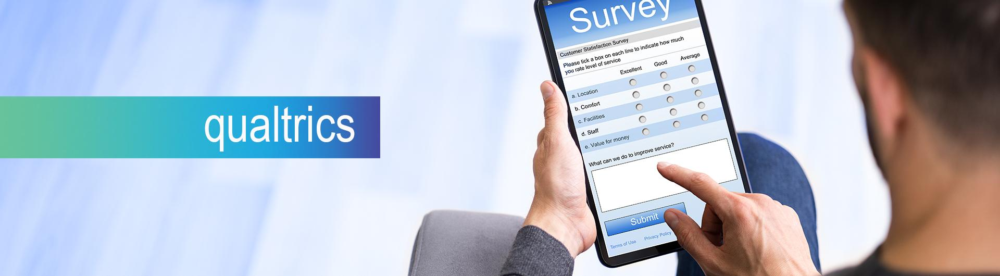 qualtrics
Survey
Customer Statisfaction Survey
Please tick a box on each line to indicate how much
you rate level of service
Excellent Good Average
a. Location
b. Comfort
c. Facilities
d. Staff
e. Value for money
What can we do to improve service?
Submit
Terms of Use Privacy Policy